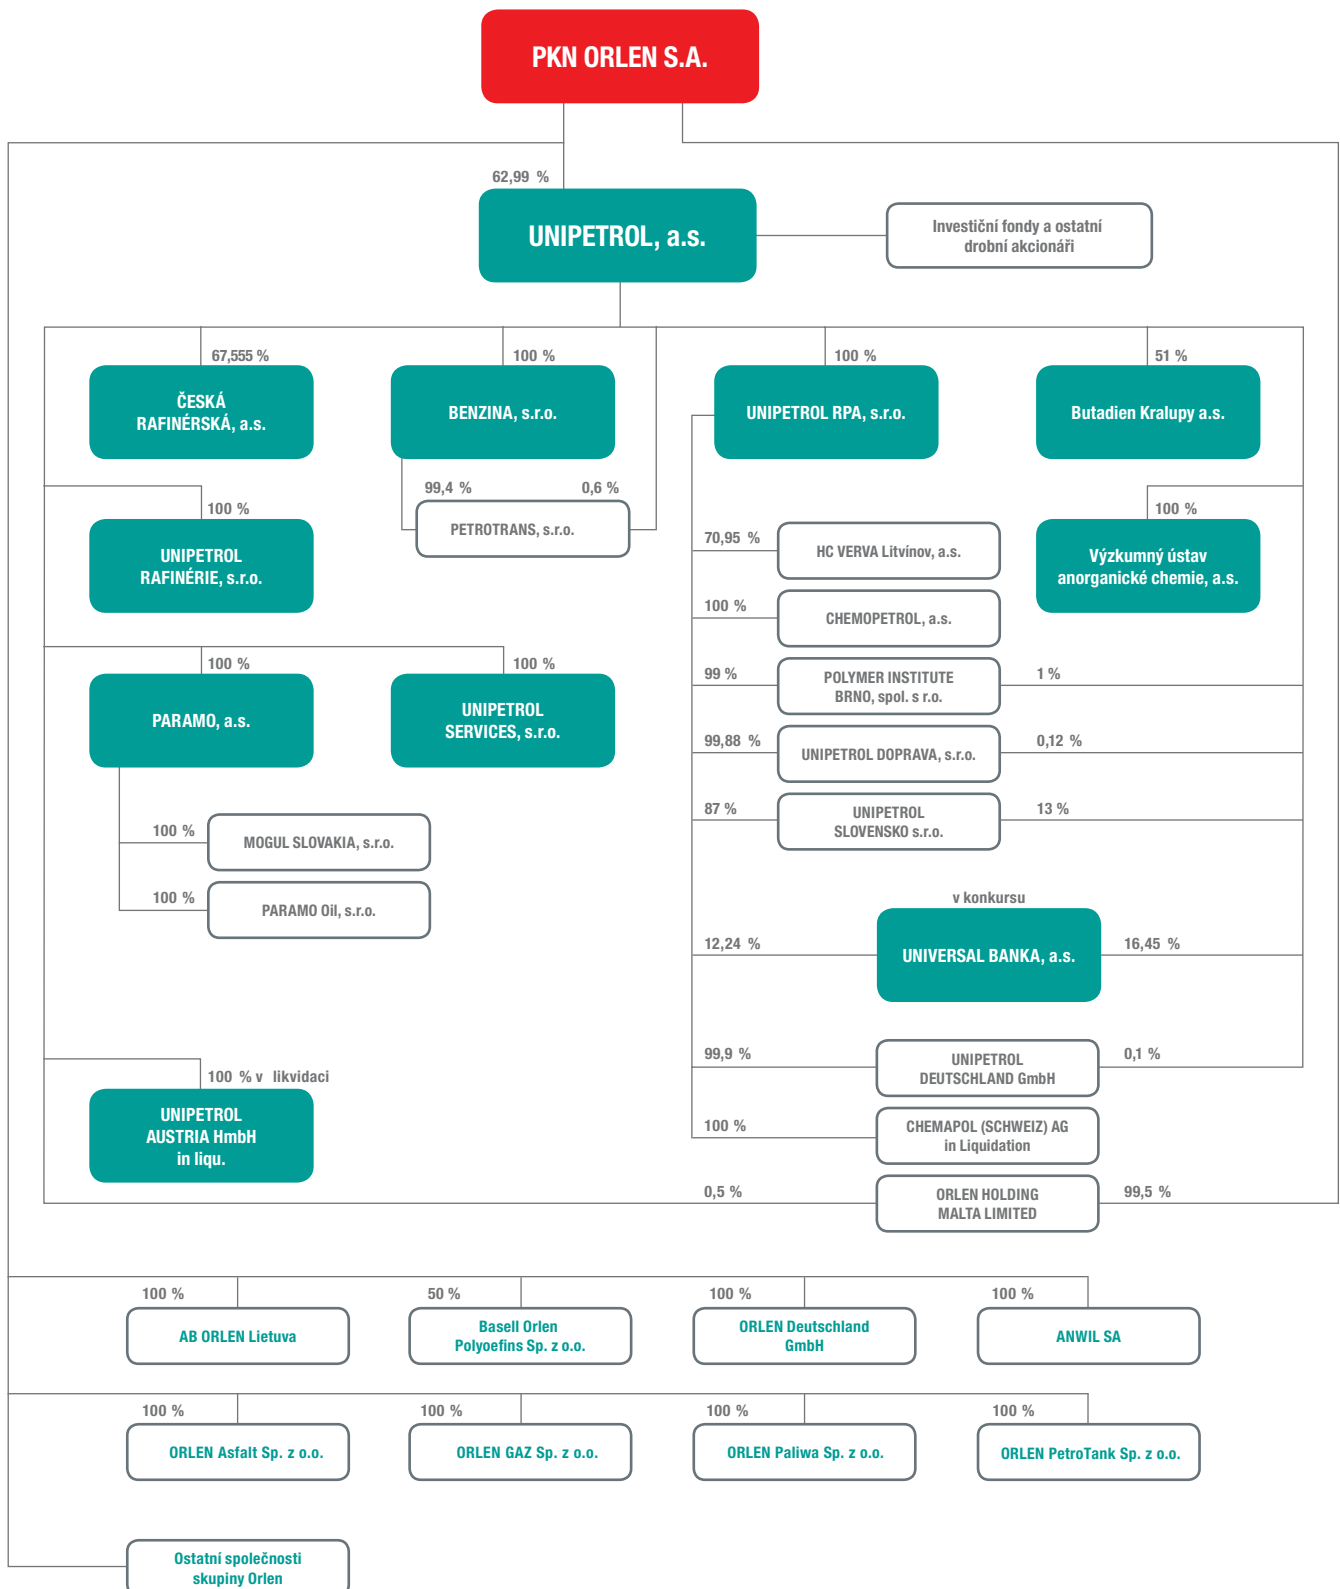 PKN ORLEN S.A.
62,99 %
UNIPETROL, a.s.
Investiční fondy a ostatní
drobní akcionáři
67,555 %
100 %
100 %
51 %
ČESKÁ
RAFINÉRSKÁ, a.s.
BENZINA, s.r.o.
UNIPETROL RPA, s.r.o.
Butadien Kralupy a.s.
99,4 %
0,6 %
PETROTRANS, s.r.o.
100 %
UNIPETROL
RAFINÉRIE, s.r.o.
70,95 %
HC VERVA Litvínov, a.s.
100 %
Výzkumný ústav
anorganické chemie, a.s.
100 %
CHEMOPETROL, a.s.
100 %
100 %
PARAMO, a.s.
UNIPETROL
SERVICES, s.r.o.
99 %
POLYMER INSTITUTE
BRNO, spol. s r.o.
1 %
99,88 %
UNIPETROL DOPRAVA, s.r.o.
0,12 %
87 %
UNIPETROL
SLOVENSKO s.r.o.
13 %
100 %
MOGUL SLOVAKIA, s.r.o.
100 %
PARAMO Oil, s.r.o.
v konkursu
12,24 %
UNIVERSAL BANKA, a.s.
16,45 %
99,9 %
UNIPETROL
DEUTSCHLAND GmbH
0,1 %
100 % v likvidaci
UNIPETROL
AUSTRIA HmbH
in liqu.
100 %
CHEMAPOL (SCHWEIZ) AG
in Liquidation
0,5 %
ORLEN HOLDING
MALTA LIMITED
99,5 %
100 %
50 %
100 %
100 %
AB ORLEN Lietuva
Basell Orlen
Polyoefins Sp. z o.o.
ORLEN Deutschland
GmbH
ANWIL SA
100 %
100 %
100 %
100 %
ORLEN Asfalt Sp. z o.o.
ORLEN GAZ Sp. z o.o.
ORLEN Paliwa Sp. z o.o.
ORLEN PetroTank Sp. z o.o.
Ostatní společnosti
skupiny Orlen